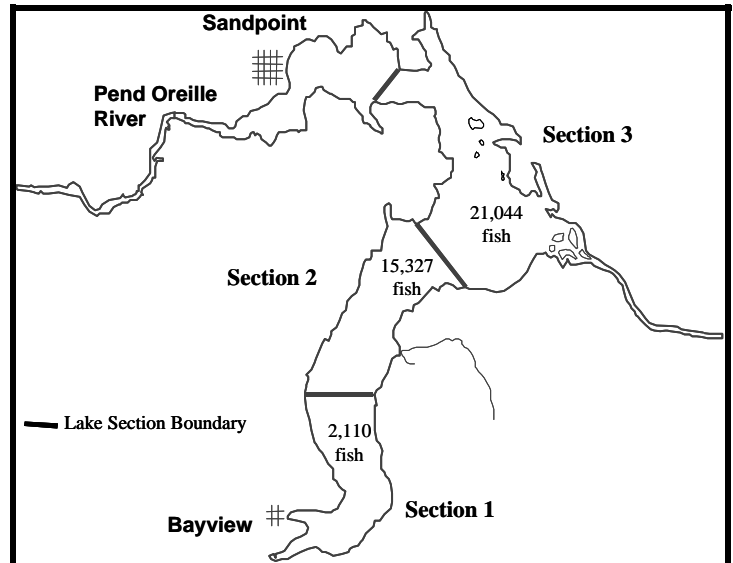 Sandpoint
Pend Oreille
River
Section 3
21,044
fish
Section 2
15,327
fish
Lake Section Boundary
2,110
fish
Section 1
Bayview